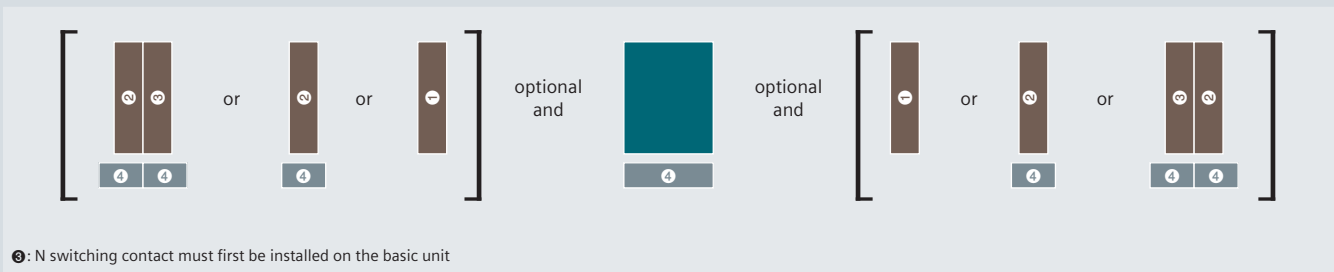 ❷ ❸ or ❷ or ❶ optional and optional and ❶ or ❷ or ❸ ❷
❹ ❹ ❹ ❹ ❹ ❹ ❹
❸: N switching contact must first be installed on the basic unit